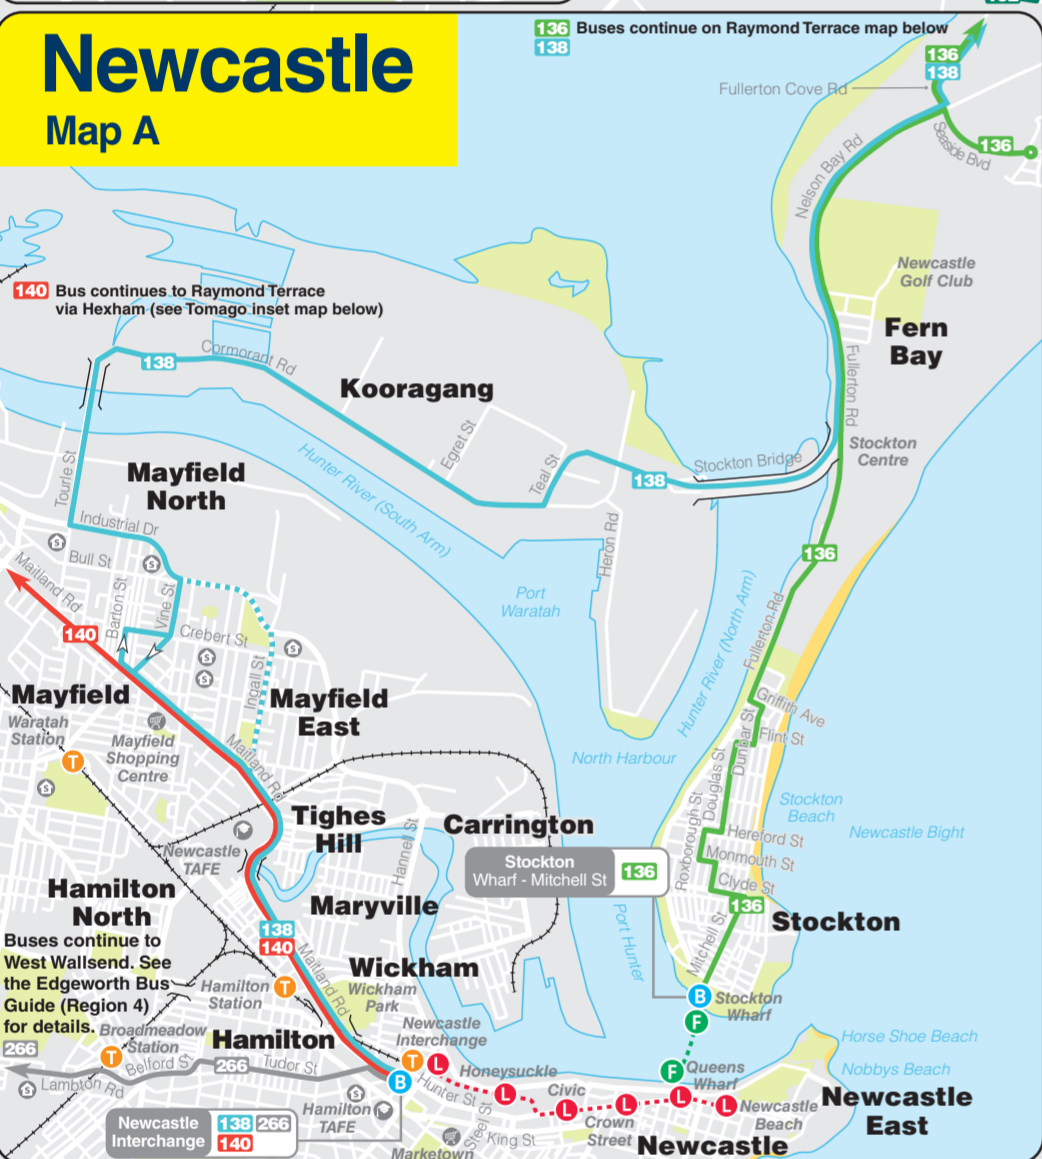 Newcastle
Map A
136 Buses continue on Raymond Terrace map below
138
136
138
Fullerton Cove Rd
Seaside Bvd
136
Nelson Bay Rd
Newcastle
Golf Club
140 Bus continues to Raymond Terrace
via Hexham (see Tomago inset map below)
Fern
Bay
138
Cormorant Rd
Kooragang
Fullerton Rd
Egret St
Teal St
Stockton
Centre
Stockton Bridge
138
Hunter River (South Arm)
Tourle St
Mayfield
North
Industrial Dr
Heron Rd
136
Bull St
Maitland Rd
Barton St
Vine St
Port
Waratah
Hunter River (North Arm)
Fullerton Rd
140
Crebert St
Ingall St
Mayfield
Mayfield
East
Griffith Ave
Flint St
Dunbar St
Waratah
Station
T
Mayfield
Shopping
Centre
Maitland Rd
North Harbour
Douglas St
Stockton
Beach
Newcastle Bight
Tighes
Hill
Hannell St
Carrington
Roxborough St
Hereford St
Monmouth St
Clyde St
Newcastle
TAFE
Stockton
Wharf - Mitchell St
136
Hamilton
North
Maryville
136
Stockton
Mitchell St
Port Hunter
138
140
Maitland Rd
Buses continue to
West Wallsend. See
the Edgeworth Bus
Guide (Region 4)
for details.
266
Wickham
Wickham
Park
Hamilton
Station
T
B
Stockton
Wharf
F
Newcastle
Interchange
Hamilton
Broadmeadow
Station
T
Belford St
266
Tudor St
Lambton Rd
T
L
B
Honeysuckle
L
Hunter St
Civic
L
Crown
Street
L
F
Queens
Wharf
L
L
Newcastle
Beach
Horse Shoe Beach
Nobbys Beach
Newcastle
East
Hamilton
TAFE
Newcastle
Interchange
138 266
140
Steel St
King St
Marketown
Newcastle